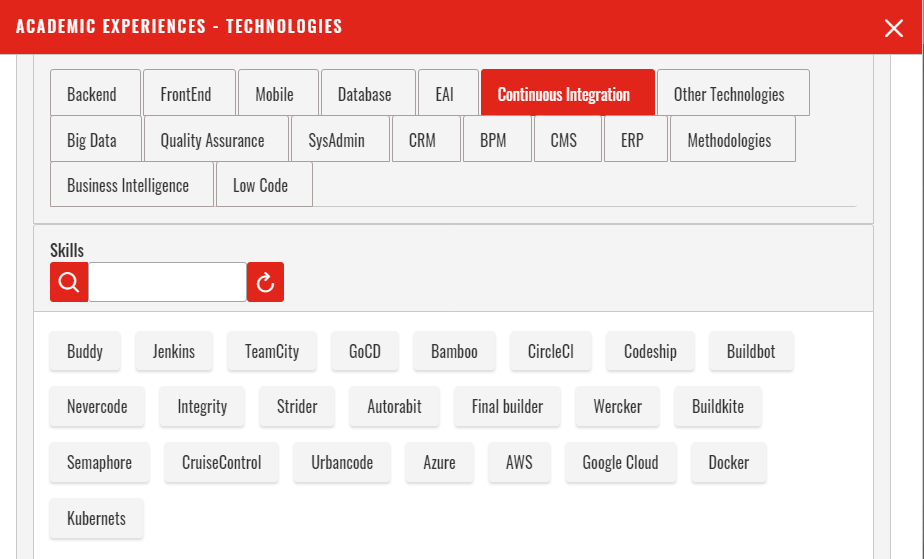 ACADEMIC EXPERIENCES - TECHNOLOGIES
Backend FrontEnd Mobile Database EAI Continuous Integration Other Technologies
Big Data Quality Assurance SysAdmin CRM BPM CMS ERP Methodologies
Business Intelligence Low Code
Skills
Buddy Jenkins TeamCity GoCD Bamboo CircleCI Codeship Buildbot
Nevercode Integrity Strider Autorabit Final builder Wercker Buildkite
Semaphore CruiseControl Urbancode Azure AWS Google Cloud Docker
Kubernets